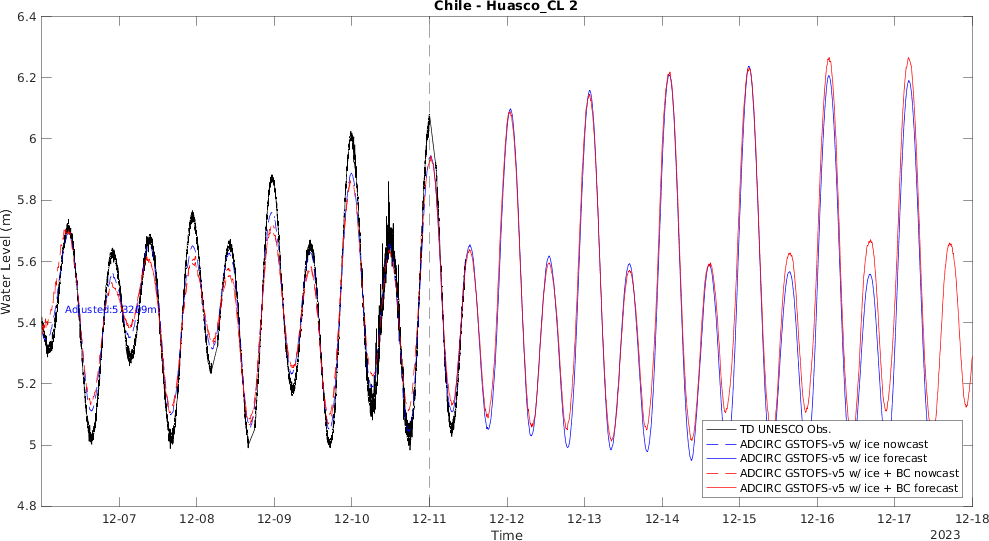 Chile - Huasco_CL 2
6.4
6.2
6
5.8
5.6
5.4
5.2
5
4.8
Water Level (m)
Adjusted:5.3289m
TD UNESCO Obs.
ADCIRC GSTOFS-v5 w/ ice nowcast
ADCIRC GSTOFS-v5 w/ ice forecast
ADCIRC GSTOFS-v5 w/ ice + BC nowcast
ADCIRC GSTOFS-v5 w/ ice + BC forecast
12-07 12-08 12-09 12-10 12-11 12-12 12-13 12-14 12-15 12-16 12-17 12-18
Time
2023